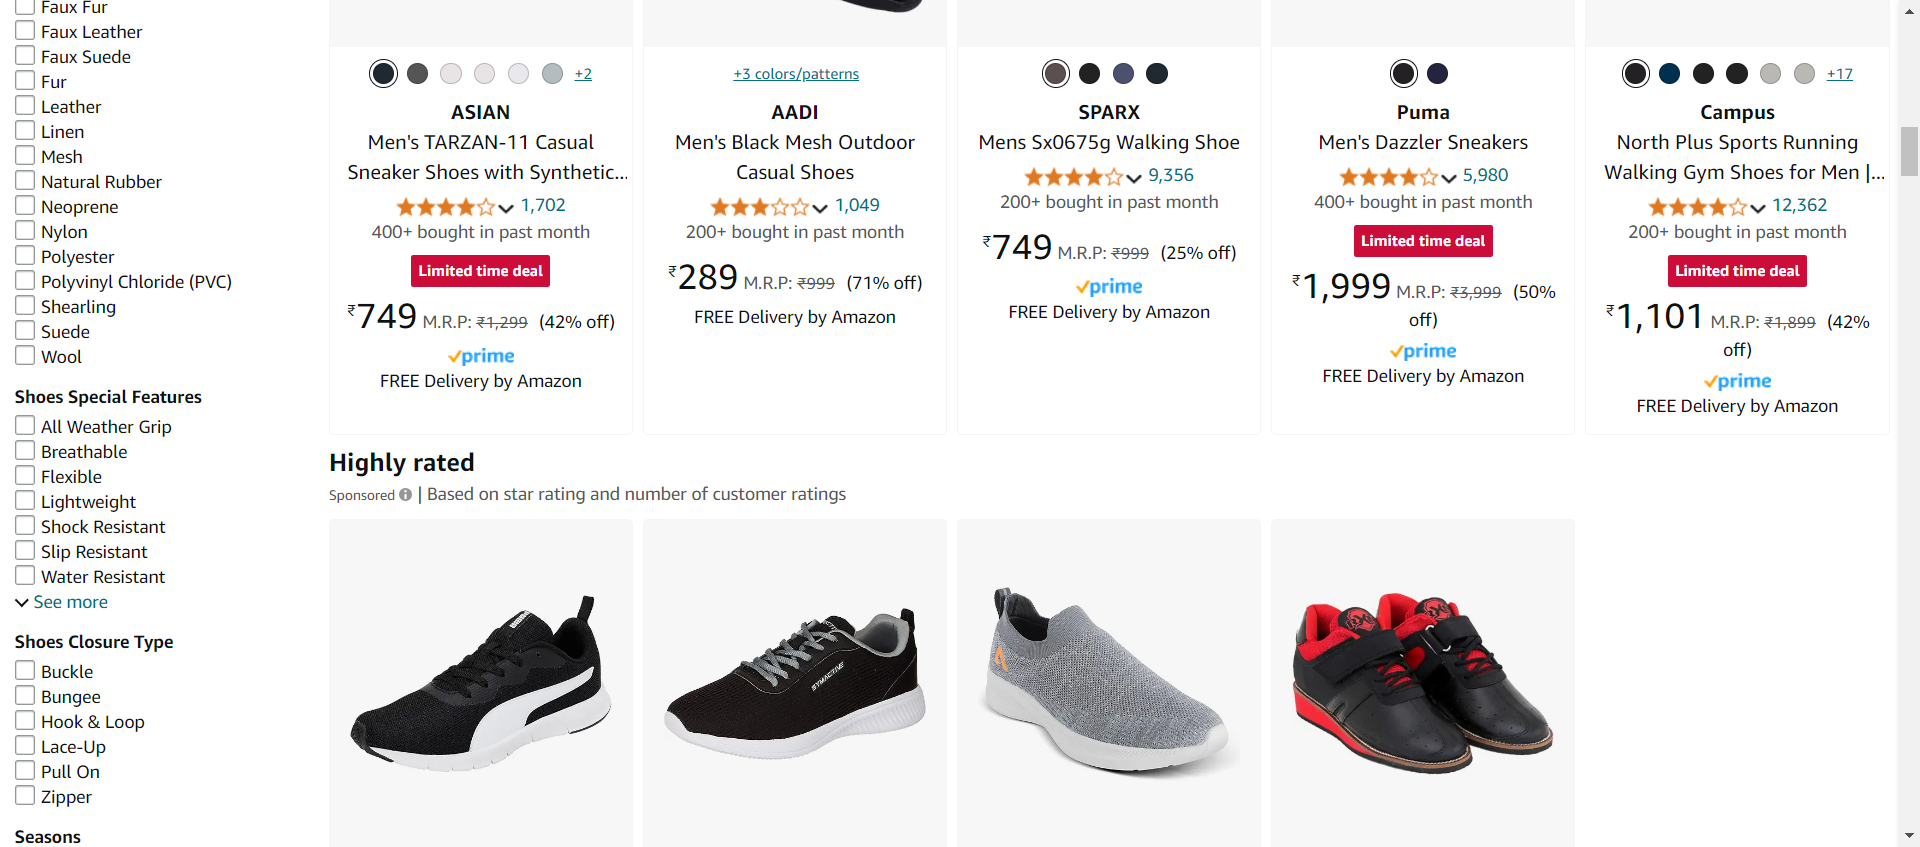 Faux Fur
Faux Leather
Faux Suede
Fur
Leather
Linen
Mesh
Natural Rubber
Neoprene
Nylon
Polyester
Polyvinyl Chloride (PVC)
Shearling
Suede
Wool
Shoes Special Features
All Weather Grip
Breathable
Flexible
Lightweight
Shock Resistant
Slip Resistant
Water Resistant
See more
Shoes Closure Type
Buckle
Bungee
Hook & Loop
Lace-Up
Pull On
Zipper
Seasons
+2
ASIAN
Men's TARZAN-11 Casual
Sneaker Shoes with Synthetic...
1,702
400+ bought in past month
Limited time deal
₹749 M.R.P: ₹1,299 (42% off)
prime
FREE Delivery by Amazon
+3 colors/patterns
AADI
Men's Black Mesh Outdoor
Casual Shoes
1,049
200+ bought in past month
₹289 M.R.P: ₹999 (71% off)
FREE Delivery by Amazon
SPARX
Mens Sx0675g Walking Shoe
9,356
200+ bought in past month
₹749 M.R.P: ₹999 (25% off)
prime
FREE Delivery by Amazon
Puma
Men's Dazzler Sneakers
5,980
400+ bought in past month
Limited time deal
₹1,999 M.R.P: ₹3,999 (50%
off)
prime
FREE Delivery by Amazon
+17
Campus
North Plus Sports Running
Walking Gym Shoes for Men |...
12,362
200+ bought in past month
Limited time deal
₹1,101 M.R.P: ₹1,899 (42%
off)
prime
FREE Delivery by Amazon
Highly rated
Sponsored | Based on star rating and number of customer ratings
SYMACTIVE